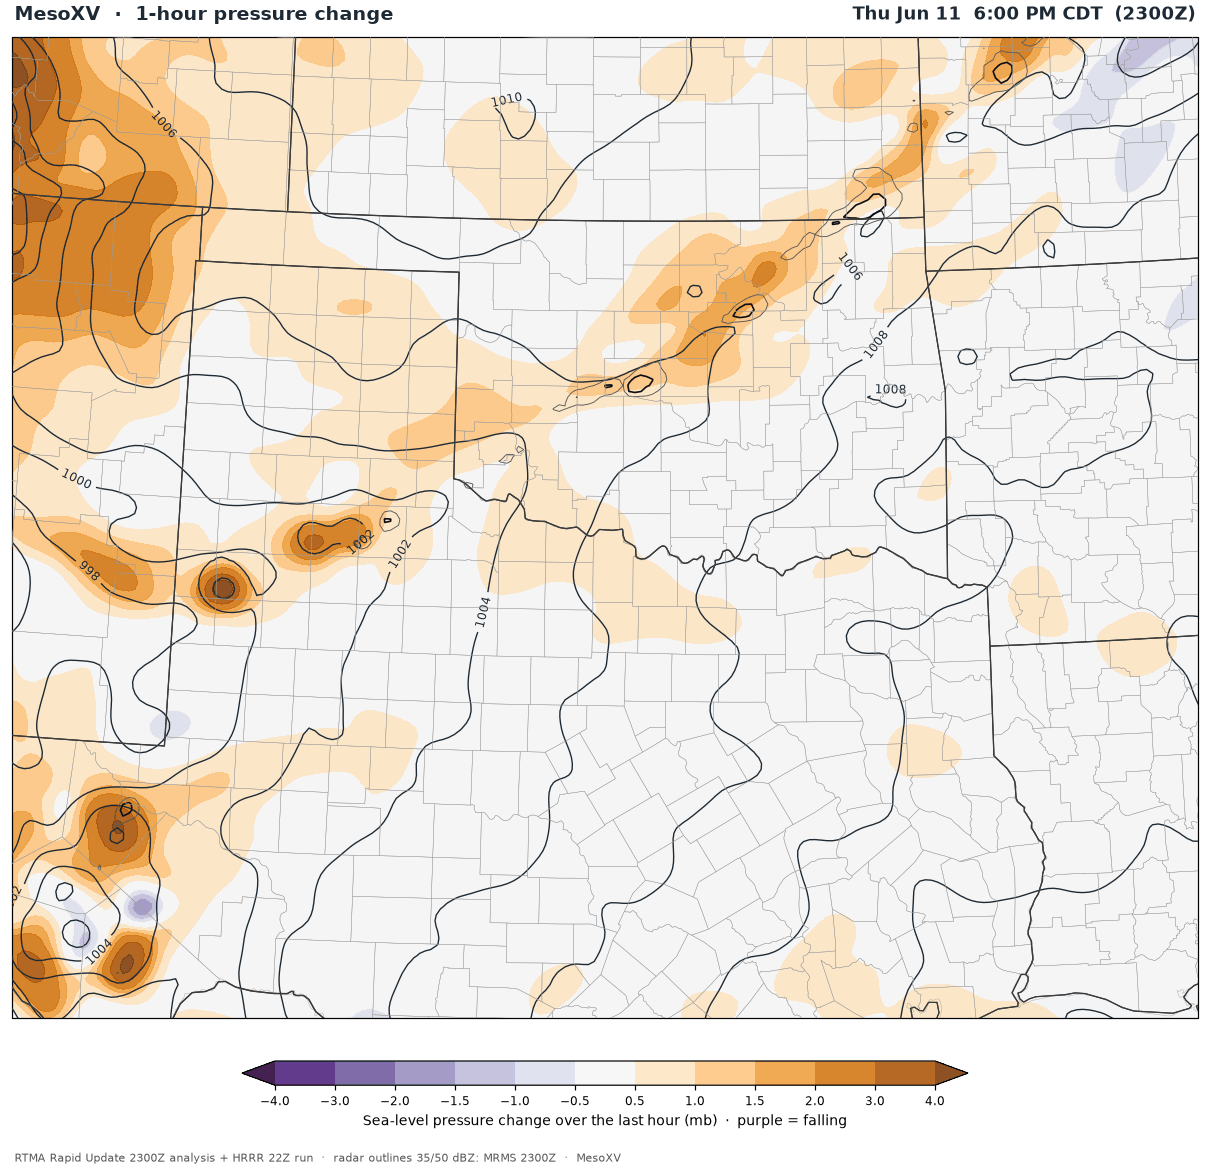 MesoXV · 1-hour pressure change
Thu Jun 11 6:00 PM CDT (2300Z)
1010
1006
1006
1008
1008
1000
1002
1002
998
1004
1004
−4.0 −3.0 −2.0 −1.5 −1.0 −0.5 0.5 1.0 1.5 2.0 3.0 4.0
Sea-level pressure change over the last hour (mb) · purple = falling
RTMA Rapid Update 2300Z analysis + HRRR 22Z run · radar outlines 35/50 dBZ: MRMS 2300Z · MesoXV